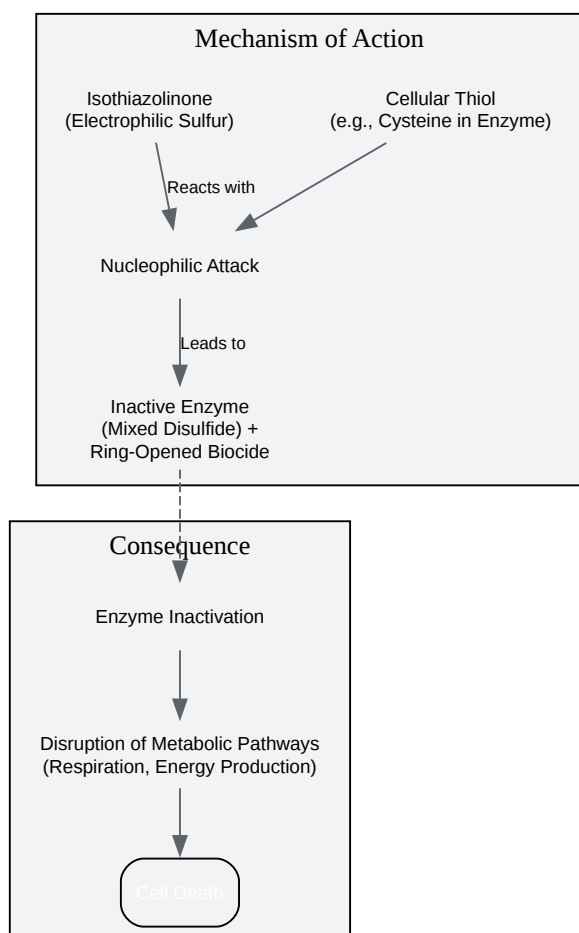 Mechanism of Action
Isothiazolinone
(Electrophilic Sulfur)
Cellular Thiol
(e.g., Cysteine in Enzyme)
Reacts with
Nucleophilic Attack
Leads to
Inactive Enzyme
(Mixed Disulfide) +
Ring-Opened Biocide
Consequence
Enzyme Inactivation
Disruption of Metabolic Pathways
(Respiration, Energy Production)
Cell Death